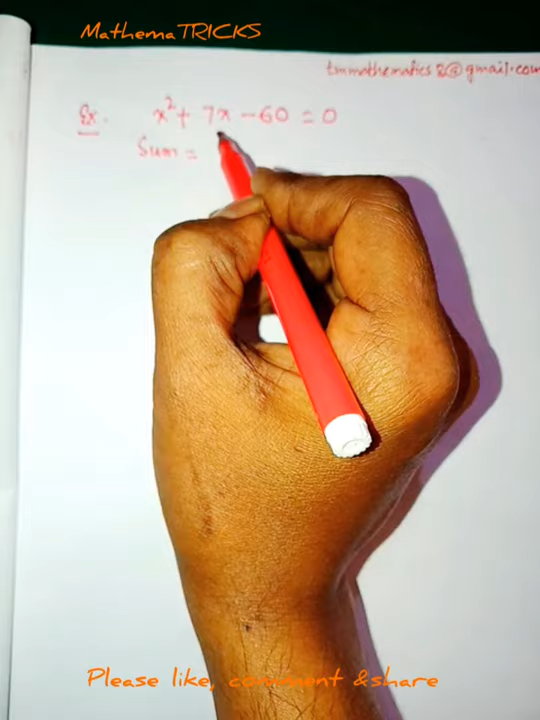 MathemaTRICKS
tmmathematics2@gmail.com
Ex. x² + 7x - 60 = 0
Sum =
Please like, comment &share